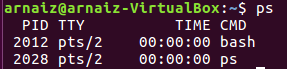 arnaiz@arnaiz-VirtualBox:~$ ps
  PID TTY          TIME CMD
 2012 pts/2    00:00:00 bash
 2028 pts/2    00:00:00 ps